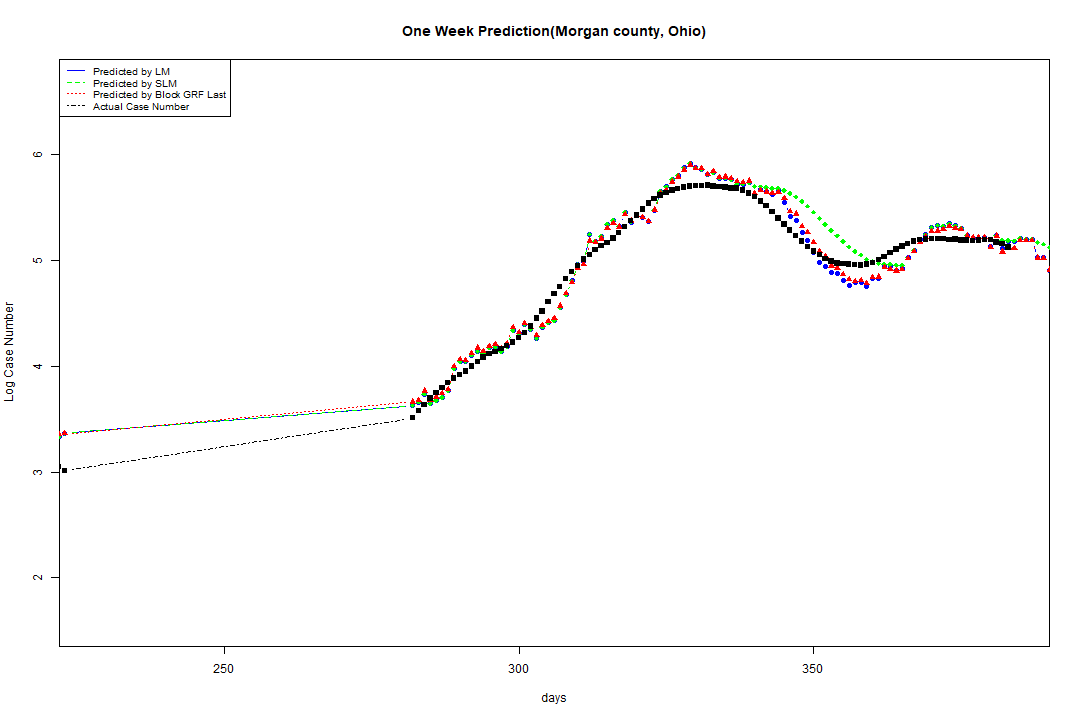 One Week Prediction(Morgan county, Ohio)
Predicted by LM
Predicted by SLM
Predicted by Block GRF Last
Actual Case Number
6
5
4
3
2
Log Case Number
250
300
350
days